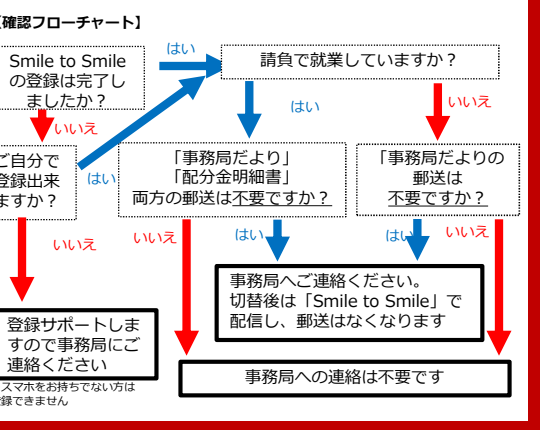 確認フローチャート】
Smile to Smile
の登録は完了し
ましたか？
はい
請負で就業していますか？
いいえ
はい
いいえ
ご自分で
登録出来
ますか？
はい
「事務局だより」
「配分金明細書」
両方の郵送は不要ですか？
「事務局だよりの
郵送は
不要ですか？
いいえ
いいえ
はい
はい
いいえ
事務局へご連絡ください。
切替後は「Smile to Smile」で
配信し、郵送はなくなります
登録サポートしま
すので事務局にご
連絡ください
スマホをお持ちでない方は
登録できません
事務局への連絡は不要です